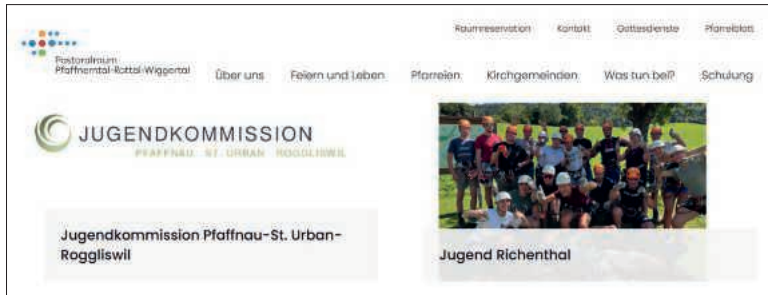 Raumreservation Kontakt Gottesdienste Pfarreiblatt
Pastoralraum
Pfaffnerntal-Rottal-Wiggertal
Über uns Feiern und Leben Pfarreien Kirchgemeinden Was tun bei? Schulung
JUGENDKOMMISSION
PFAFFNAU ST. URBAN ROGGLISWIL
Jugendkommission Pfaffnau-St. Urban-
Roggliswil
Jugend Richenthal